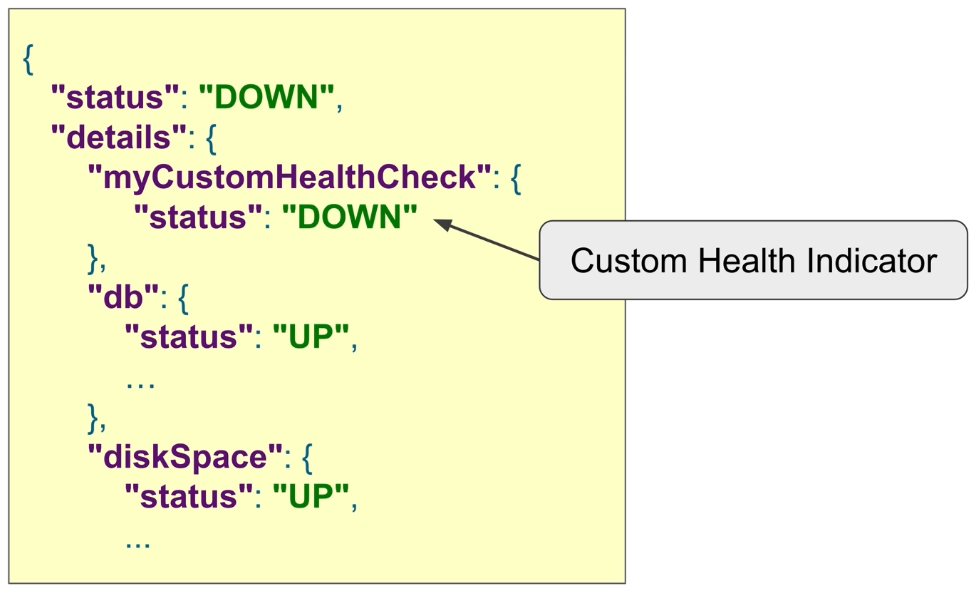 {
"status": "DOWN",
"details": {
"myCustomHealthCheck": {
"status": "DOWN"
},
"db": {
"status": "UP",
...
},
"diskSpace": {
"status": "UP",
...
Custom Health Indicator